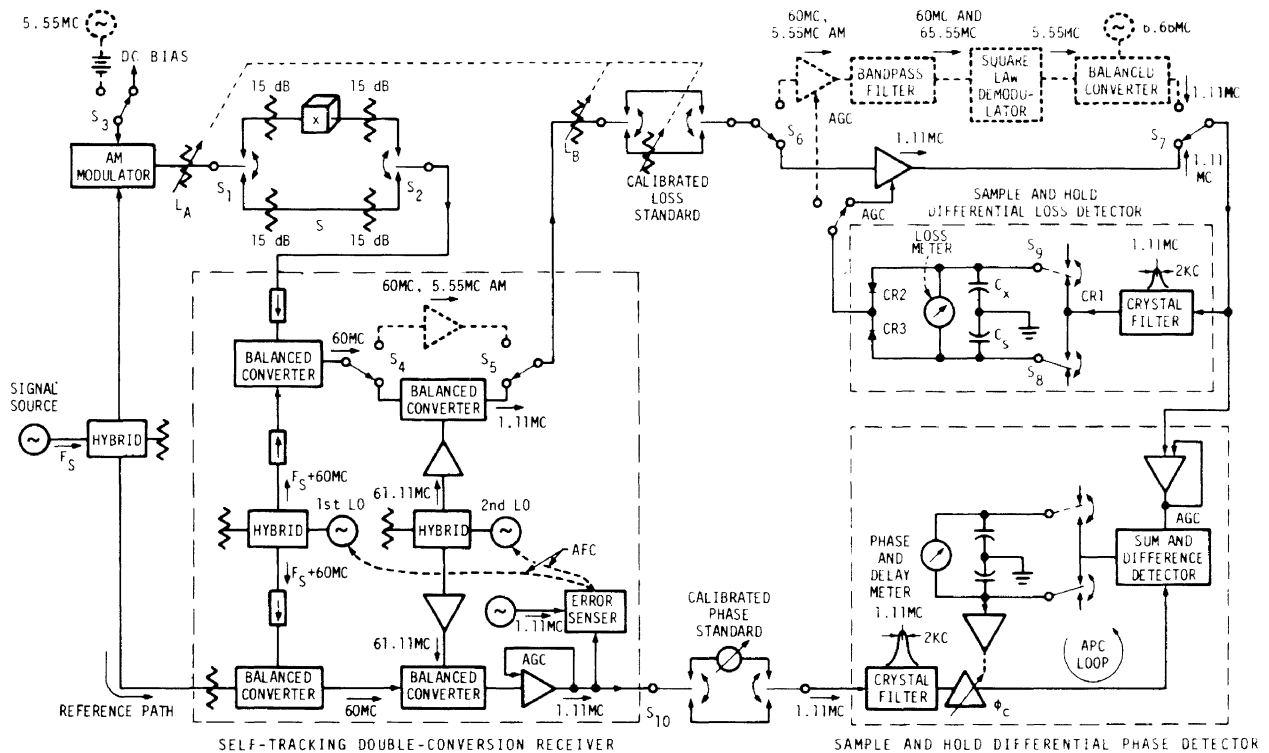 5.55MC
DC BIAS
S3
AM
MODULATOR
LA
15 dB
15 dB
X
S1
S2
15 dB
S
15 dB
LB
CALIBRATED
LOSS
STANDARD
60MC,
5.55MC AM
60MC AND
65.55MC
5.55MC
6.66MC
BANDPASS
FILTER
SQUARE
LAW
DEMODU-
LATOR
BALANCED
CONVERTER
1.11MC
S6
AGC
S7
1.11MC
1.11
MC
AGC
SAMPLE AND HOLD
DIFFERENTIAL LOSS DETECTOR
LOSS
METER
S9
1.11MC
2KC
CR2
CR3
Cx
Cs
CR1
CRYSTAL
FILTER
S8
60MC, 5.55MC AM
60MC
BALANCED
CONVERTER
S4
S5
BALANCED
CONVERTER
1.11MC
SIGNAL
SOURCE
HYBRID
FS
FS+60MC
1st LO
61.11MC
2nd LO
HYBRID
HYBRID
FS+60MC
AFC
ERROR
SENSER
1.11MC
61.11MC
AGC
BALANCED
CONVERTER
BALANCED
CONVERTER
REFERENCE PATH
60MC
1.11MC
S10
CALIBRATED
PHASE
STANDARD
1.11MC
AGC
PHASE
AND
DELAY
METER
SUM AND
DIFFERENCE
DETECTOR
1.11MC
2KC
APC
LOOP
CRYSTAL
FILTER
ϕc
SELF-TRACKING DOUBLE-CONVERSION RECEIVER
SAMPLE AND HOLD DIFFERENTIAL PHASE DETECTOR